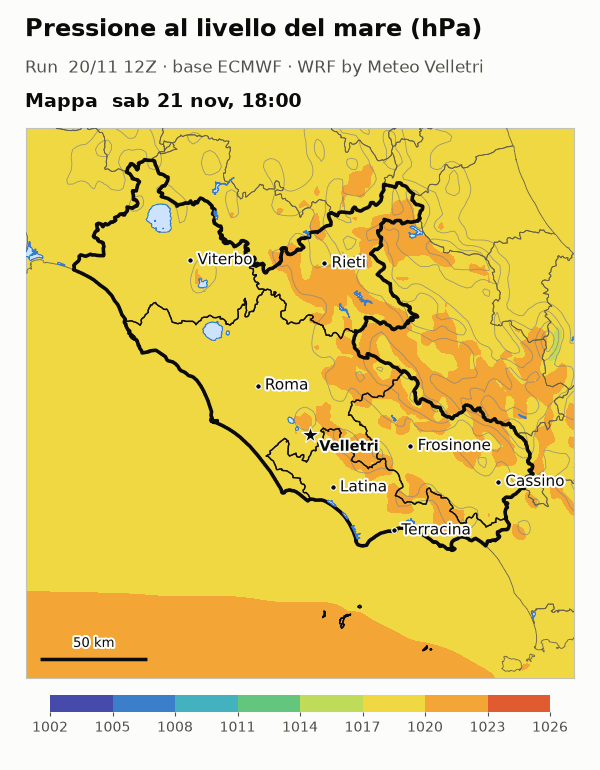 Pressione al livello del mare (hPa)
Run  20/11 12Z · base ECMWF · WRF by Meteo Velletri
Mappa  sab 21 nov, 18:00
Viterbo
Rieti
Roma
Velletri
Frosinone
Cassino
Latina
Terracina
50 km
1002 1005 1008 1011 1014 1017 1020 1023 1026